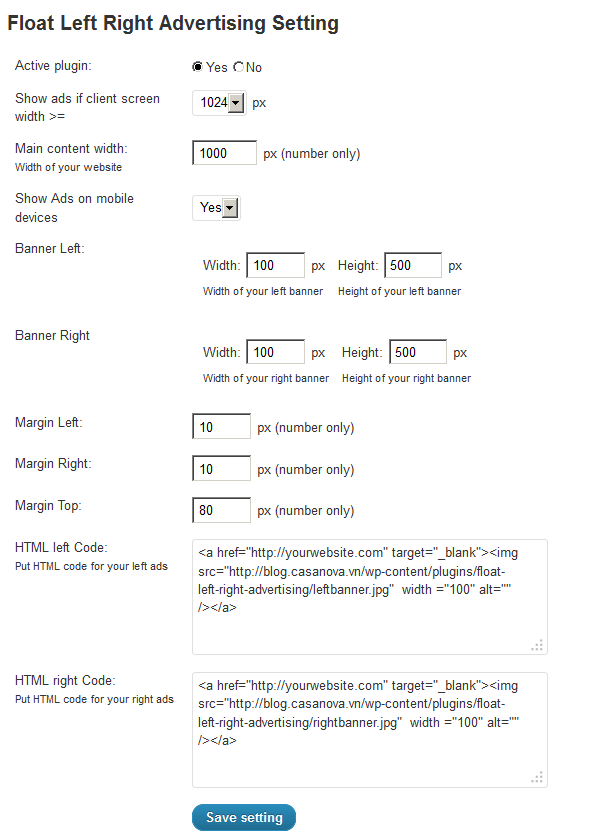 Float Left Right Advertising Setting
Active plugin:
Yes No
Show ads if client screen
width >=
1024 px
Main content width:
Width of your website
1000 px (number only)
Show Ads on mobile
devices
Yes
Banner Left:
Width: 100 px Height: 500 px
Width of your left banner Height of your left banner
Banner Right
Width: 100 px Height: 500 px
Width of your right banner Height of your right banner
Margin Left:
10 px (number only)
Margin Right:
10 px (number only)
Margin Top:
80 px (number only)
HTML left Code:
Put HTML code for your left ads
<a href="http://yourwebsite.com" target="_blank"><img
src="http://blog.casanova.vn/wp-content/plugins/float-
left-right-advertising/leftbanner.jpg"  width ="100" alt=""
/></a>
HTML right Code:
Put HTML code for your right ads
<a href="http://yourwebsite.com" target="_blank"><img
src="http://blog.casanova.vn/wp-content/plugins/float-
left-right-advertising/rightbanner.jpg"  width ="100" alt=""
/></a>
Save setting